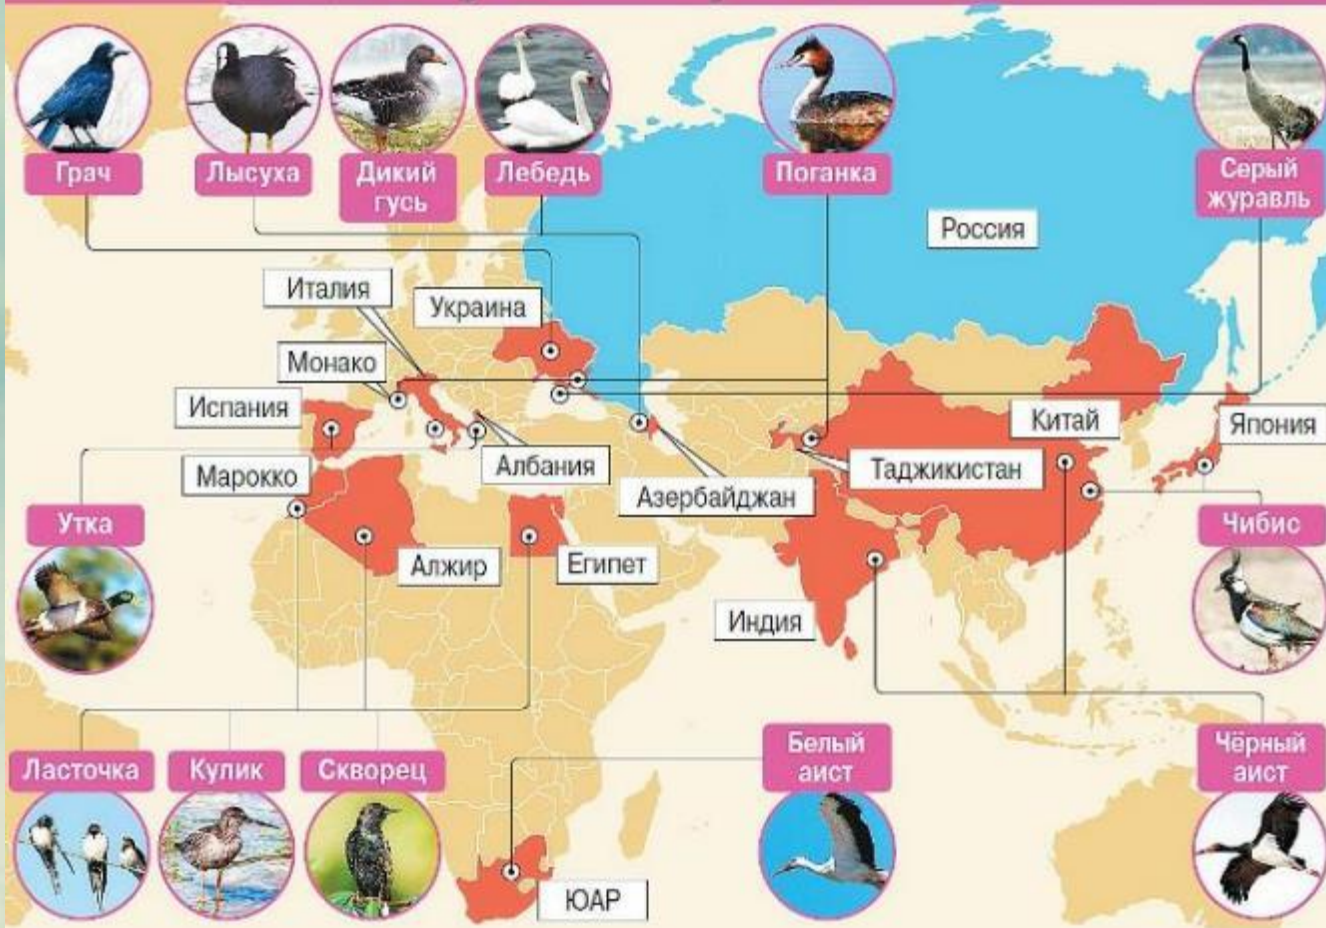 Грач
Лысуха
Дикий
гусь
Лебедь
Поганка
Серый
журавль
Россия
Италия
Украина
Монако
Испания
Китай
Япония
Марокко
Албания
Таджикистан
Азербайджан
Утка
Чибис
Алжир
Египет
Индия
Ласточка
Кулик
Скворец
Белый
аист
Чёрный
аист
ЮАР